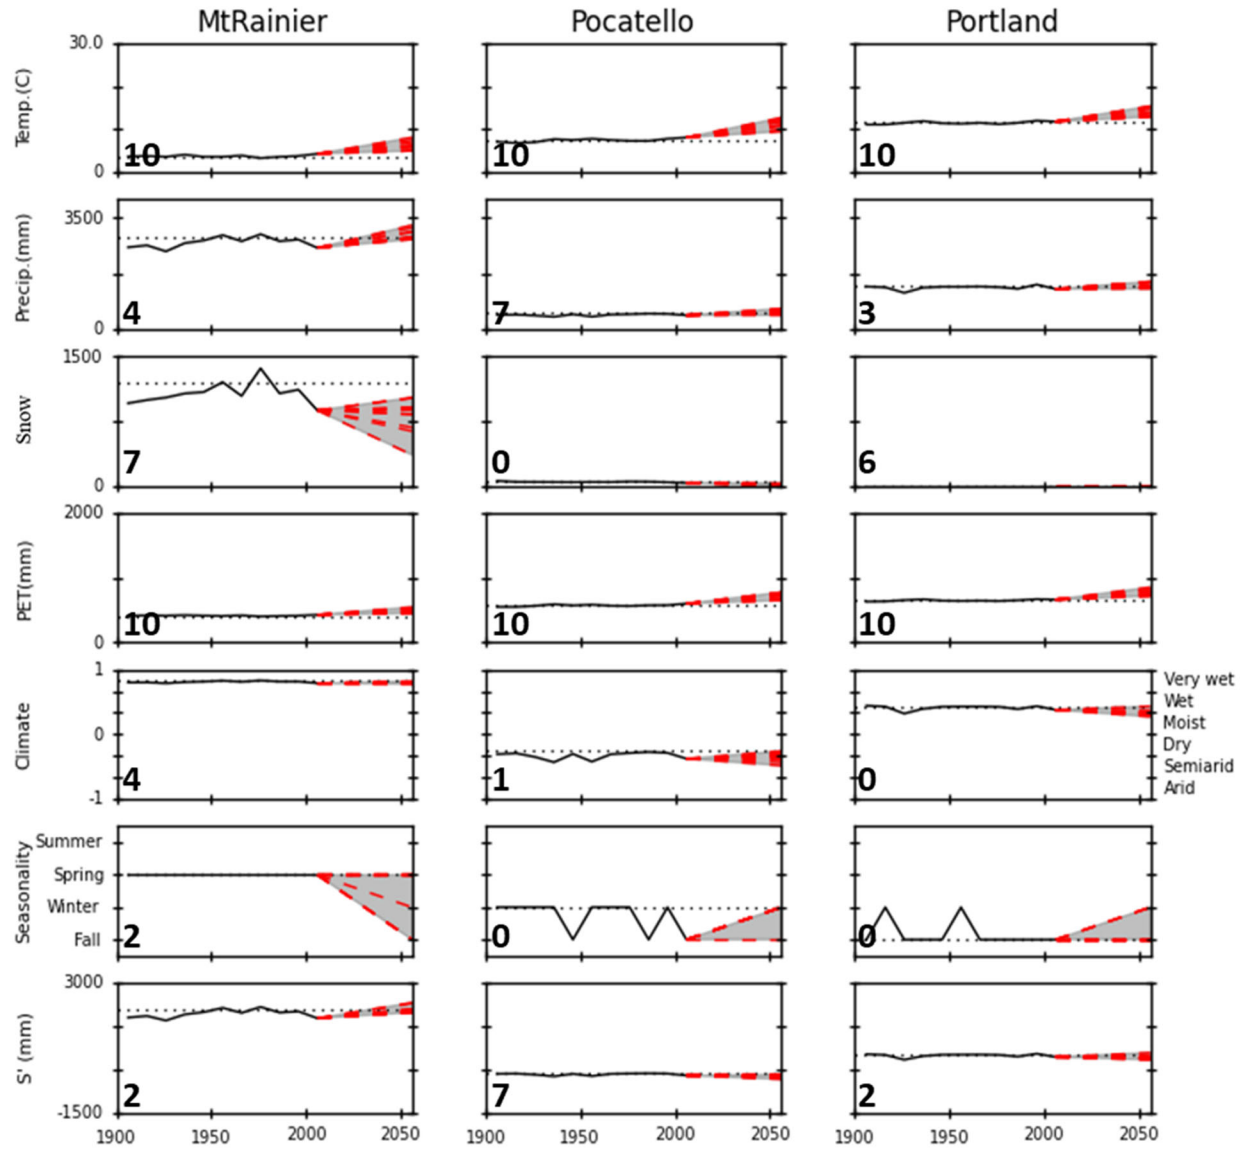 MtRainier Pocatello Portland
30.0
Temp.(C)
0
10 10 10
3500
Precip.(mm)
0
4 7 3
1500
Snow
0
7 0 6
2000
PET(mm)
0
10 10 10
1
Climate
0
-1
4 1 0
Very wet
Wet
Moist
Dry
Semiarid
Arid
Seasonality
Summer
Spring
Winter
Fall
2 0 0
3000
S' (mm)
-1500
2 7 2
1900 1950 2000 2050 1900 1950 2000 2050 1900 1950 2000 2050